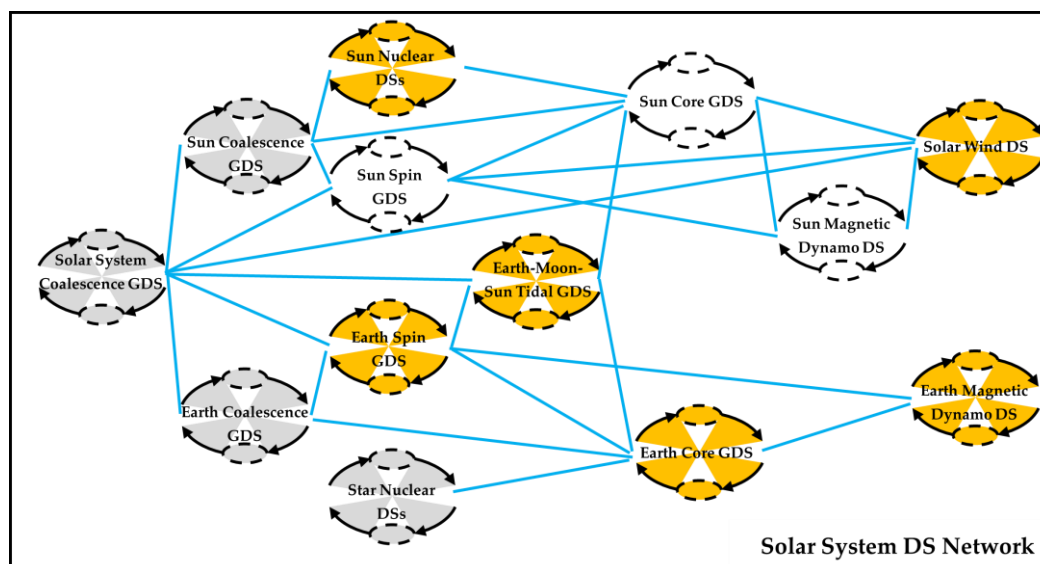 Sun Nuclear
DSs
Sun Core GDS
Sun Coalescence
GDS
Solar Wind DS
Sun Spin
GDS
Sun Magnetic
Dynamo DS
Solar System
Coalescence GDS
Earth-Moon-
Sun Tidal GDS
Earth Spin
GDS
Earth Magnetic
Dynamo DS
Earth Coalescence
GDS
Earth Core GDS
Star Nuclear
DSs
Solar System DS Network